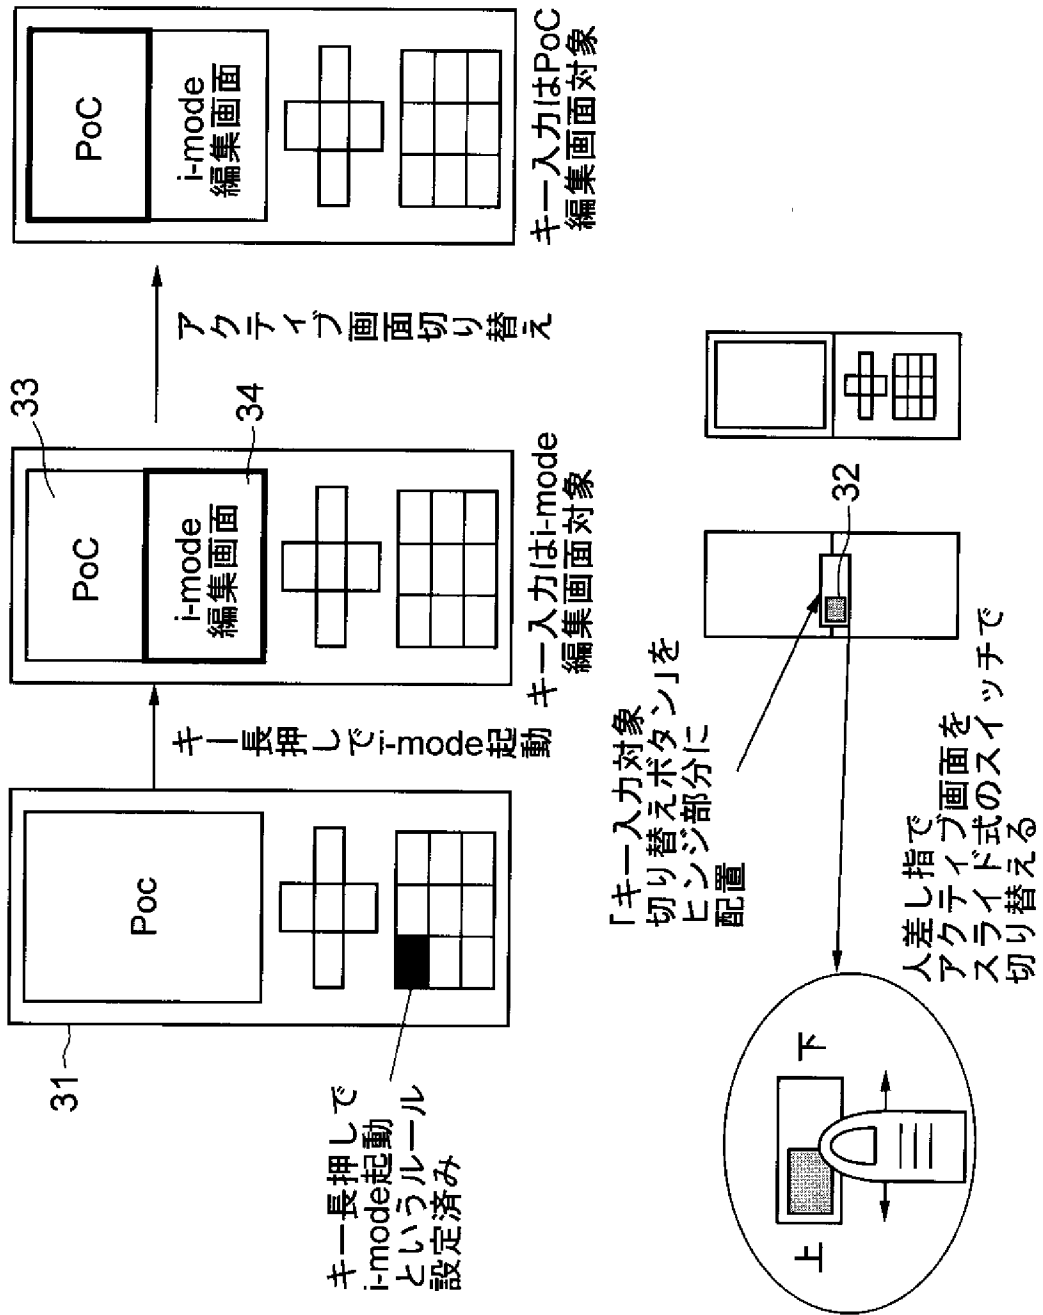 31
Poc
キー長押しで
i-mode起動
というルール
設定済み
キー長押しでi-mode起動
33
PoC
i-mode
編集画面
34
キー入力はi-mode
編集画面対象
アクティブ画面切り替え
PoC
i-mode
編集画面
キー入力はPoC
編集画面対象
上
下
人差し指で
アクティブ画面を
スライド式のスイッチで
切り替える
「キー入力対象
切り替えボタン」を
ヒンジ部分に
配置
32